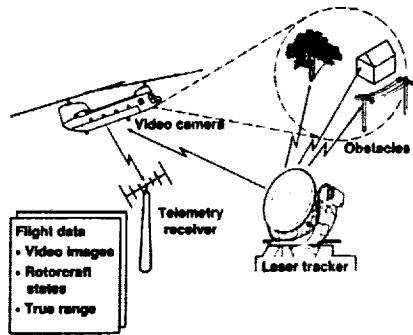 Video camera
Obstacles
Telemetry
receiver
Laser tracker
Flight data
• Video images
• Rotorcraft
states
• True range